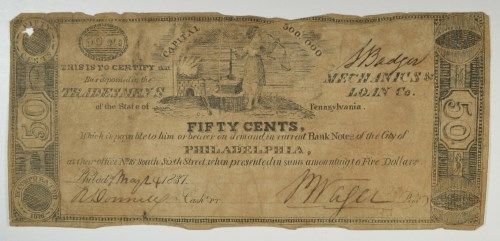 CAPITAL 500.000
THIS IS TO CERTIFY that
S Badger
Has deposited in the
TRADESMEN'S MECHANICS &
LOAN Co.
of the State of Pennsylvania.
FIFTY CENTS,
Which is payable to him or bearer on demand in current Bank Notes of the City of
PHILADELPHIA,
at their office No. 18 South Sixth Street, when presented in sums amounting to Five Dollars
Philad. May 24 1837.
Cash'r.
50
50
1836